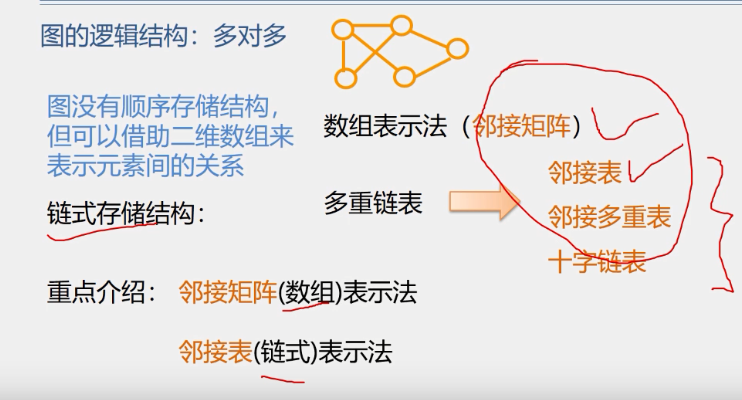 图的逻辑结构：多对多
图没有顺序存储结构，
但可以借助二维数组来
表示元素间的关系
数组表示法（邻接矩阵）
链式存储结构：
多重链表
邻接表
邻接多重表
十字链表
重点介绍：邻接矩阵(数组)表示法
邻接表(链式)表示法